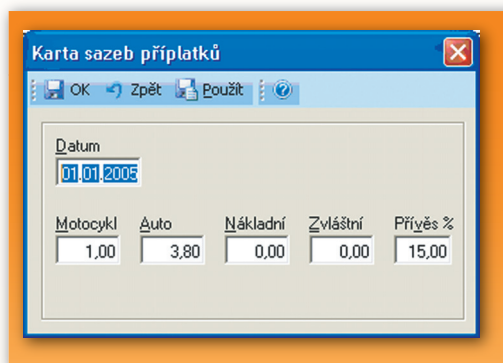 Karta sazeb příplatků
OK Zpět Použít
Datum
01.01.2005
Motocykl Auto Nákladní Zvláštní Přívěs %
1,00 3,80 0,00 0,00 15,00